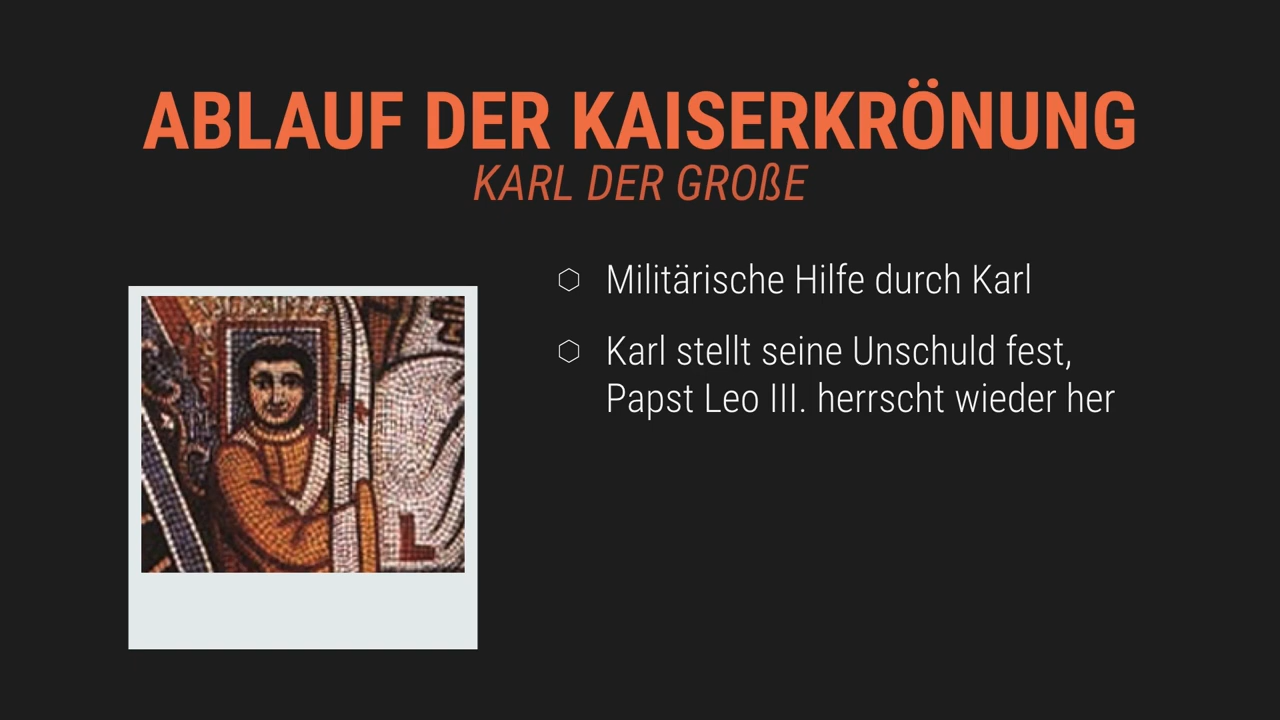 ABLAUF DER KAISERKRÖNUNG
KARL DER GROßE
Militärische Hilfe durch Karl
Karl stellt seine Unschuld fest,
Papst Leo III. herrscht wieder her
L